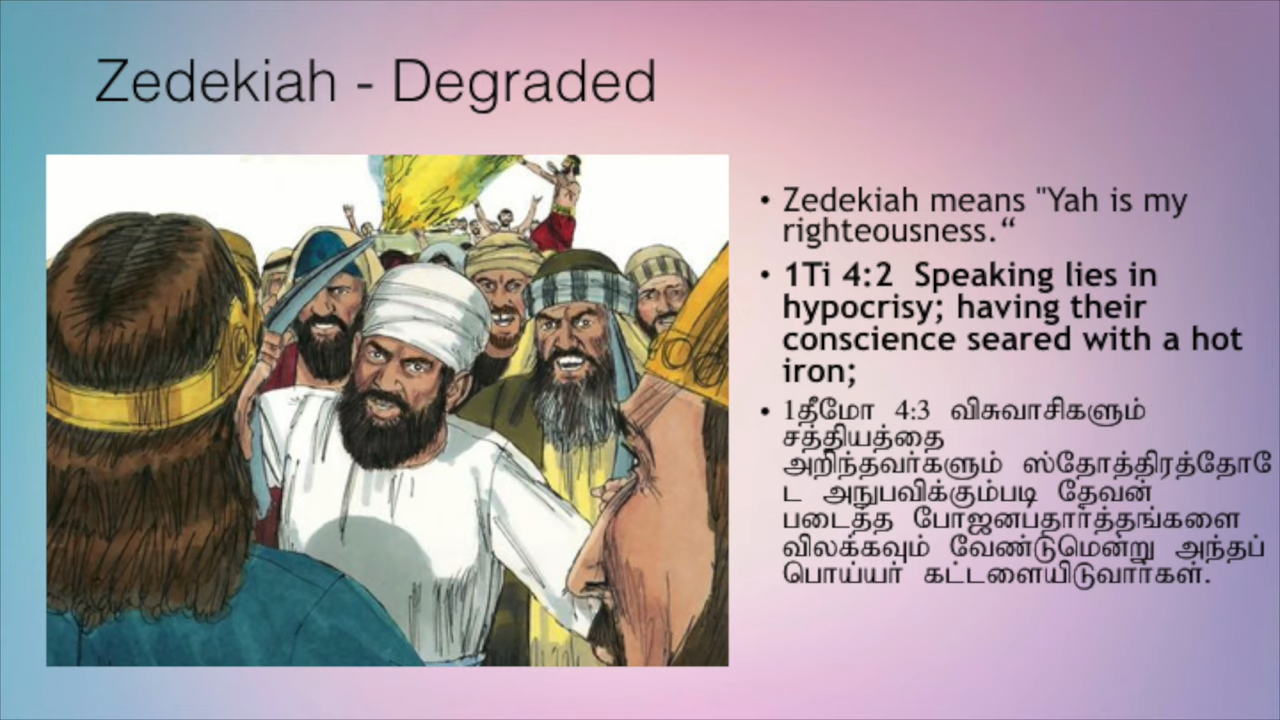 Zedekiah - Degraded
• Zedekiah means "Yah is my
righteousness.“
• 1Ti 4:2 Speaking lies in
hypocrisy; having their
conscience seared with a hot
iron;
• 1தீமோ 4:3 விசுவாசிகளும்
சத்தியத்தை
அறிந்தவர்களும் ஸ்தோத்திரத்தோடே
ட அநுபவிக்கும்படி தேவன்
படைத்த போஜனபதார்த்தங்களை
விலக்கவும் வேண்டுமென்று அந்தப்
பொய்யர் கட்டளையிடுவார்கள்.